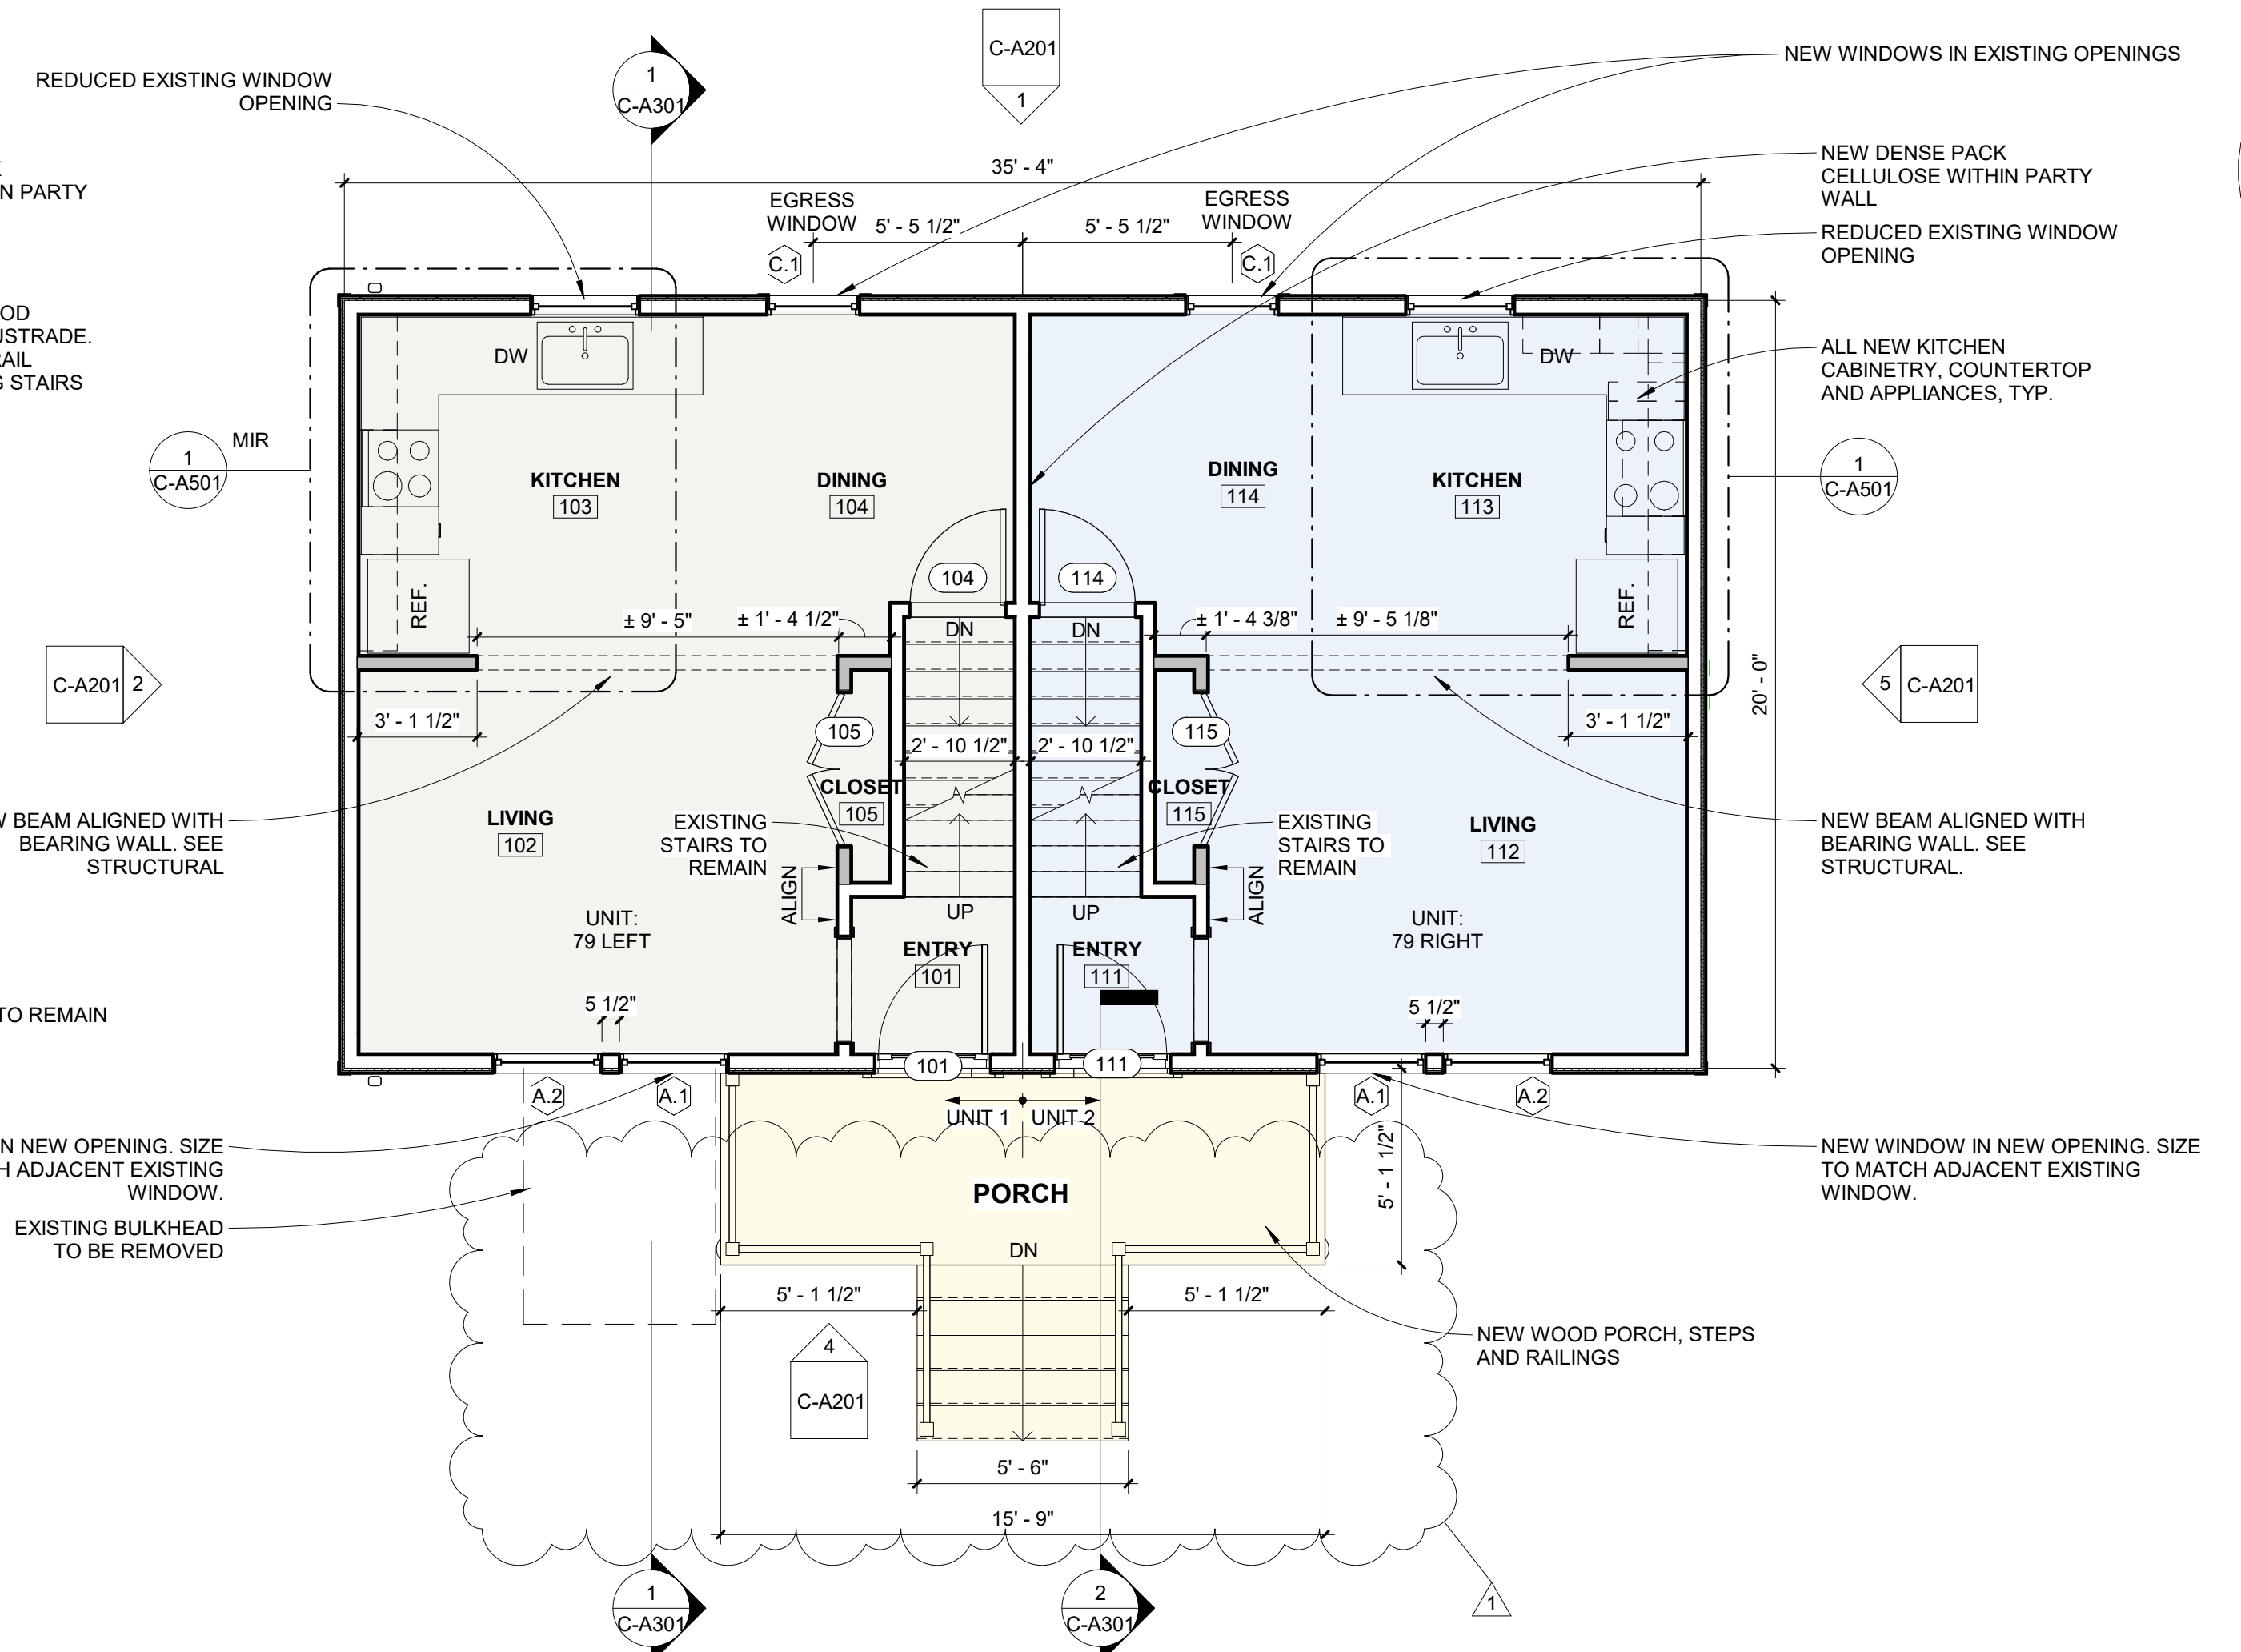 C-A201
1
1
C-A301
REDUCED EXISTING WINDOW
OPENING
NEW WINDOWS IN EXISTING OPENINGS
35' - 4"
N PARTY
NEW DENSE PACK
CELLULOSE WITHIN PARTY
WALL
EGRESS
WINDOW
5' - 5 1/2"
5' - 5 1/2"
EGRESS
WINDOW
C.1
C.1
REDUCED EXISTING WINDOW
OPENING
OD
USTRADE.
RAIL
G STAIRS
DW
DW
ALL NEW KITCHEN
CABINETRY, COUNTERTOP
AND APPLIANCES, TYP.
1
C-A501
MIR
1
C-A501
KITCHEN
103
DINING
104
DINING
114
KITCHEN
113
104
114
REF.
REF.
± 9' - 5"
± 1' - 4 1/2"
DN
DN
± 1' - 4 3/8"
± 9' - 5 1/8"
C-A201
2
5
C-A201
20' - 0"
3' - 1 1/2"
3' - 1 1/2"
105
115
2' - 10 1/2"
2' - 10 1/2"
CLOSET
105
CLOSET
115
LIVING
102
LIVING
112
W BEAM ALIGNED WITH
BEARING WALL. SEE
STRUCTURAL
EXISTING
STAIRS TO
REMAIN
EXISTING
STAIRS TO
REMAIN
NEW BEAM ALIGNED WITH
BEARING WALL. SEE
STRUCTURAL.
ALIGN
ALIGN
UP
UP
UNIT:
79 LEFT
UNIT:
79 RIGHT
ENTRY
101
ENTRY
111
TO REMAIN
5 1/2"
5 1/2"
101
111
A.2
A.1
A.1
A.2
UNIT 1
UNIT 2
IN NEW OPENING. SIZE
H ADJACENT EXISTING
WINDOW.
NEW WINDOW IN NEW OPENING. SIZE
TO MATCH ADJACENT EXISTING
WINDOW.
5' - 1 1/2"
PORCH
EXISTING BULKHEAD
TO BE REMOVED
DN
5' - 1 1/2"
5' - 1 1/2"
4
C-A201
NEW WOOD PORCH, STEPS
AND RAILINGS
5' - 6"
15' - 9"
1
C-A301
2
C-A301
1